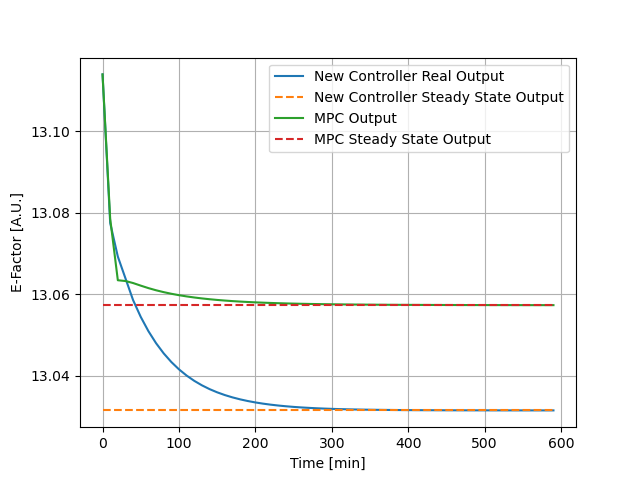 New Controller Real Output
New Controller Steady State Output
MPC Output
MPC Steady State Output
E-Factor [A.U.]
13.10
13.08
13.06
13.04
0 100 200 300 400 500 600
Time [min]